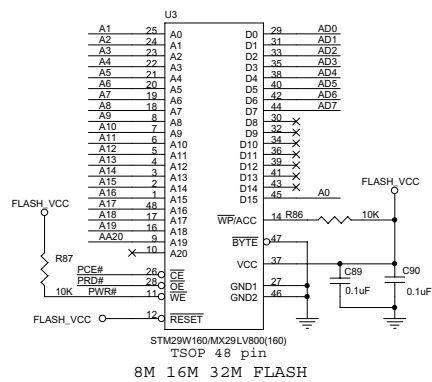 U3
A1 25 A0 D0 29 AD0
A2 24 A1 D1 31 AD1
A3 23 A2 D2 33 AD2
A4 22 A3 D3 35 AD3
A5 21 A4 D4 38 AD4
A6 20 A5 D5 40 AD5
A7 19 A6 D6 42 AD6
A8 18 A7 D7 44 AD7
A9 8 A8 D8 30
A10 7 A9 D9 32
A11 6 A10 D10 34
A12 5 A11 D11 36
A13 4 A12 D12 39
A14 3 A13 D13 41
A15 2 A14 D14 43
A16 1 A15 D15 45 A0
A17 48 A16
A18 17 A17 WP/ACC 14 R86 10K
A19 16 A18
AA20 9 A19 BYTE 47
10 A20
FLASH_VCC
FLASH_VCC
R87
10K
PCE# 26 CE VCC 37
PRD# 28 OE GND1 27
PWR# 11 WE GND2 46
C89
0.1uF
C90
0.1uF
FLASH_VCC 12 RESET
STM29W160/MX29LV800(160)
TSOP 48 pin
8M 16M 32M FLASH